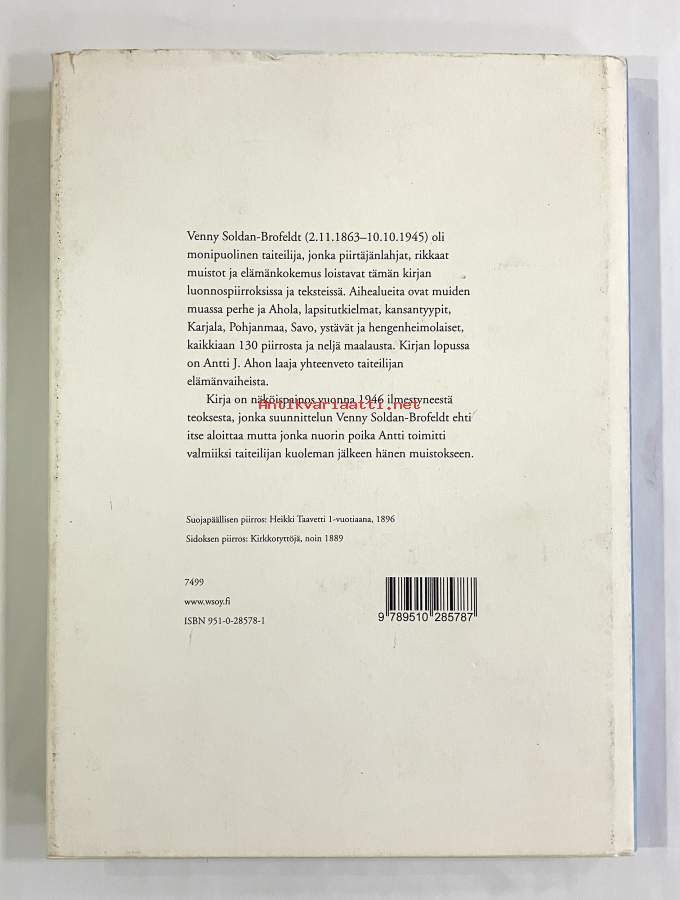 Venny Soldan-Brofeldt (2.11.1863–10.10.1945) oli
monipuolinen taiteilija, jonka piirtäjänlahjat, rikkaat
muistot ja elämänkokemus loistavat tämän kirjan
luonnospiirroksissa ja teksteissä. Aihealueita ovat muiden
muassa perhe ja Ahola, lapsitutkielmat, kansantyypit,
Karjala, Pohjanmaa, Savo, ystävät ja hengenheimolaiset,
kaikkiaan 130 piirrosta ja neljä maalausta. Kirjan lopussa
on Antti J. Ahon laaja yhteenveto taiteilijan
elämänvaiheista.
Kirja on näköispainos vuonna 1946 ilmestyneestä
Antikvariaatti.net
teoksesta, jonka suunnittelun Venny Soldan-Brofeldt ehti
itse aloittaa mutta jonka nuorin poika Antti toimitti
valmiiksi taiteilijan kuoleman jälkeen hänen muistokseen.
Suojapäällisen piirros: Heikki Taavetti 1-vuotiaana, 1896
Sidoksen piirros: Kirkkoryttöjä, noin 1889
7499
www.wsoy.fi
ISBN 951-0-28578-1
9 789510 285787